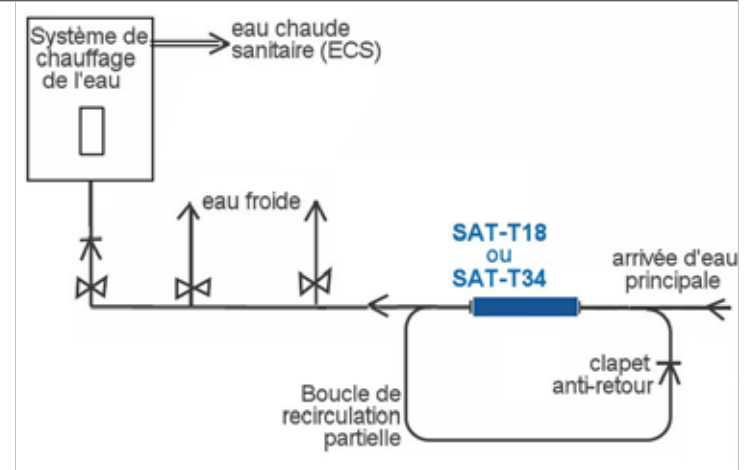 Système de
chauffage
de l'eau
eau chaude
sanitaire (ECS)
eau froide
SAT-T18
ou
SAT-T34
arrivée d'eau
principale
clapet
anti-retour
Boucle de
recirculation
partielle